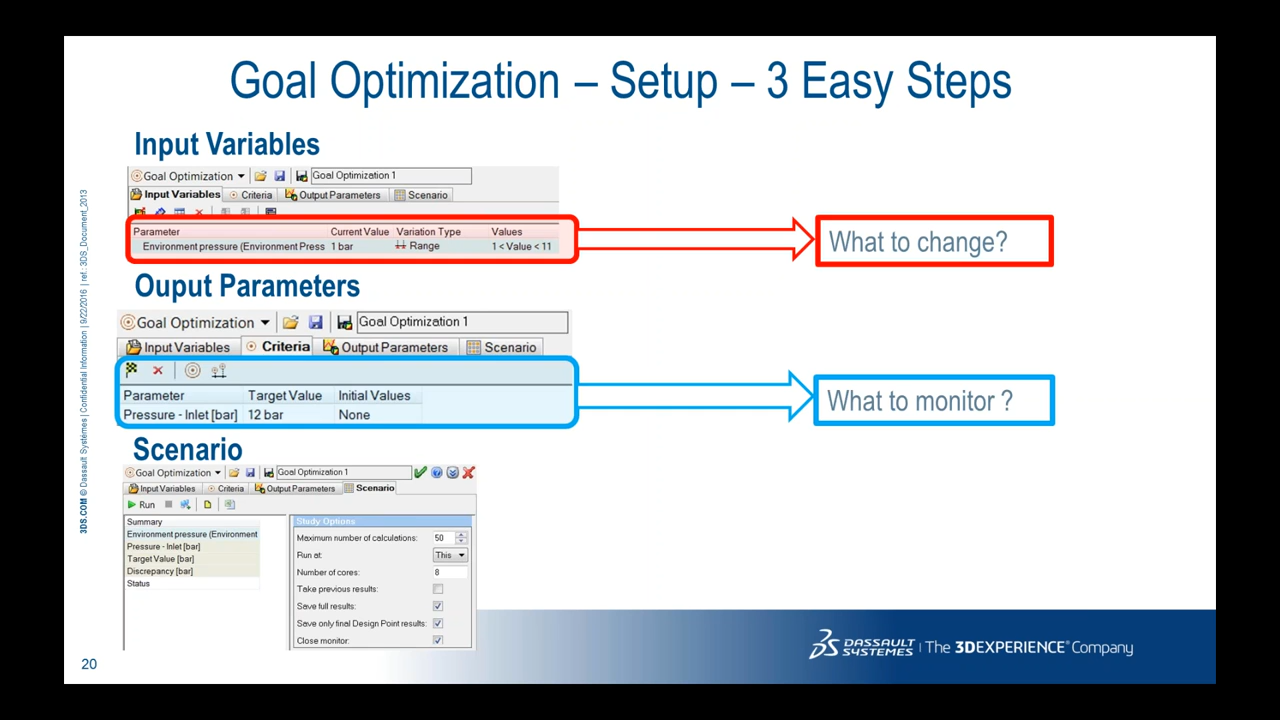 Goal Optimization – Setup – 3 Easy Steps
Input Variables
Goal Optimization Goal Optimization 1
Input Variables Criteria Output Parameters Scenario
Parameter Current Value Variation Type Values
Environment pressure (Environment Press 1 bar Range 1 < Value < 11
What to change?
Ouput Parameters
Goal Optimization Goal Optimization 1
Input Variables Criteria Output Parameters Scenario
Parameter Target Value Initial Values
Pressure - Inlet [bar] 12 bar None
What to monitor ?
Scenario
Goal Optimization Goal Optimization 1
Input Variables Criteria Output Parameters Scenario
Run
Summary
Environment pressure (Environment
Pressure - Inlet [bar]
Target Value [bar]
Discrepancy [bar]
Status
Study Options
Maximum number of calculations: 50
Run at: This
Number of cores: 8
Take previous results:
Save full results:
Save only final Design Point results:
Close monitor:
3DS.COM © Dassault Systèmes | Confidential Information | 9/22/2016 | ref.: 3DS_Document_2013
20
DASSAULT SYSTEMES | The 3DEXPERIENCE® Company